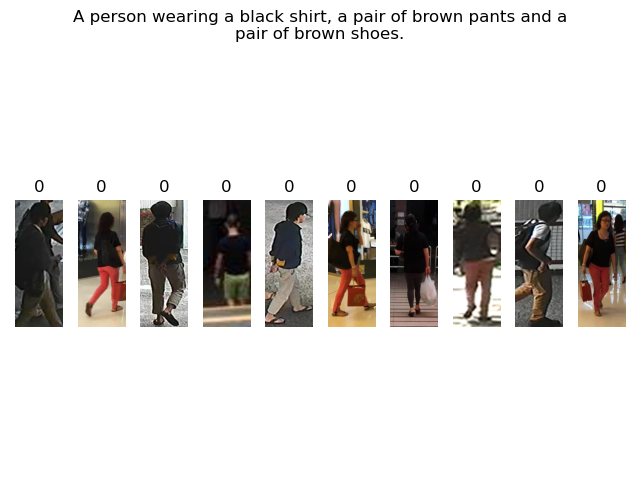 A person wearing a black shirt, a pair of brown pants and a
pair of brown shoes.
0 0 0 0 0 0 0 0 0 0